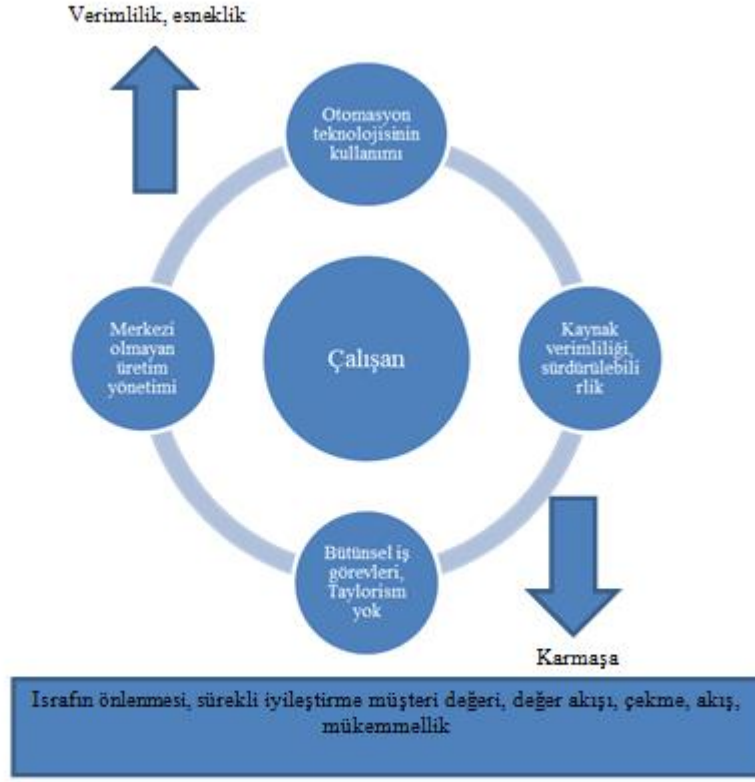 Verimlilik, esneklik
Otomasyon
teknolojisinin
kullanımı
Merkezi
olmayan
üretim
yönetimi
Çalışan
Kaynak
verimliliği,
sürdürülebili
rlik
Bütünsel iş
görevleri,
Taylorism
yok
Karmaşa
İsrafın önlenmesi, sürekli iyileştirme müşteri değeri, değer akışı, çekme, akış,
mükemmellik